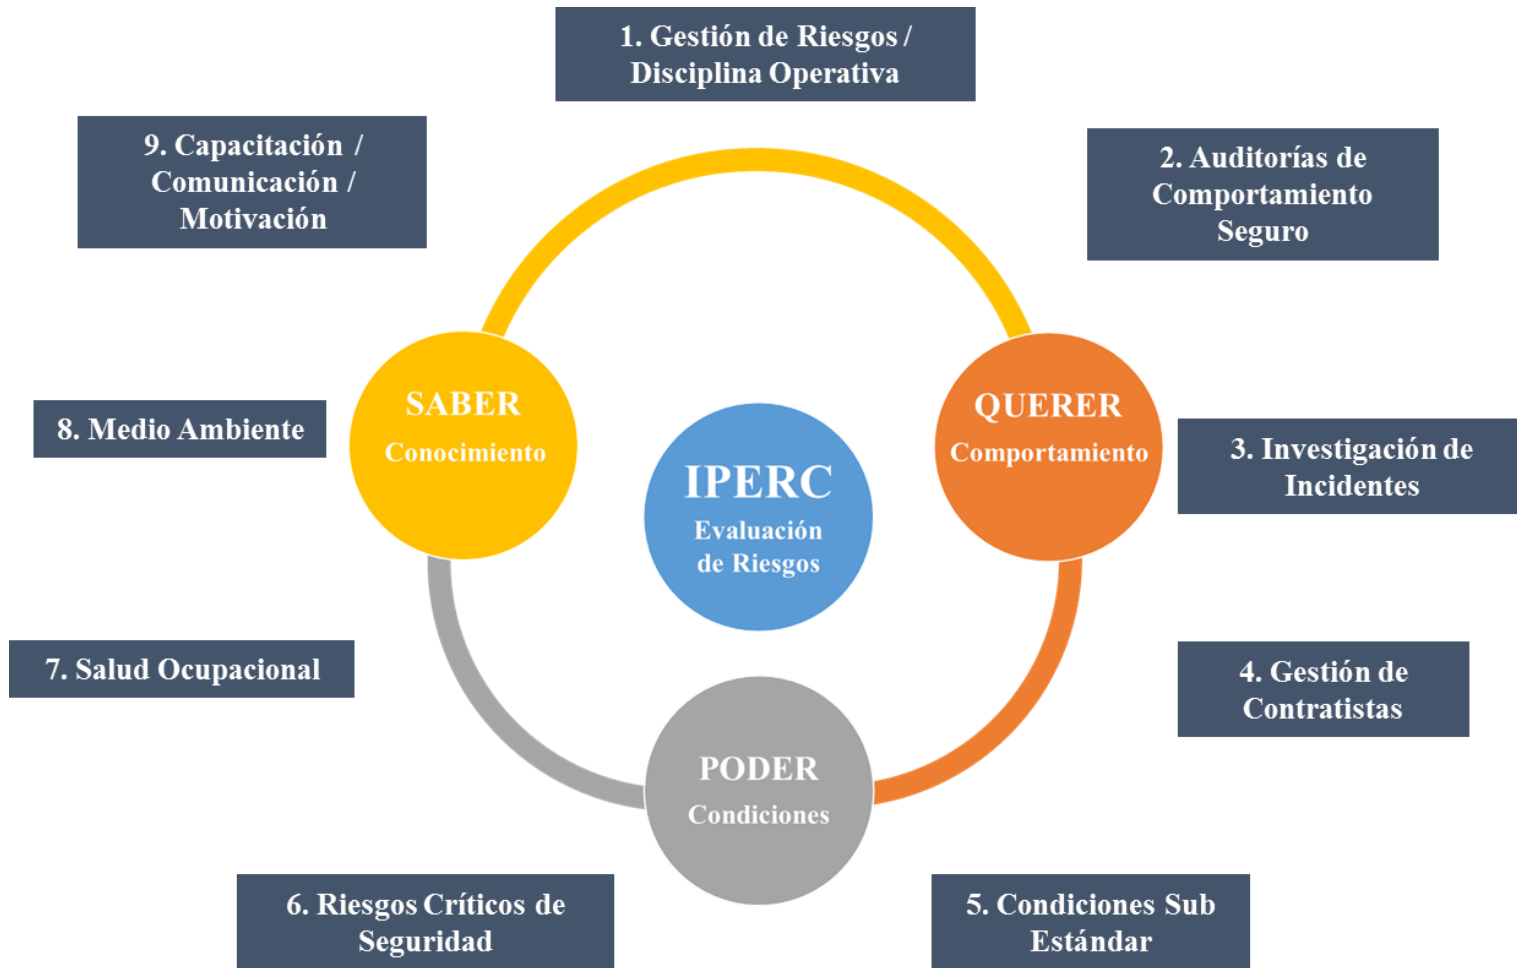 1. Gestión de Riesgos /
Disciplina Operativa
9. Capacitación /
Comunicación /
Motivación
2. Auditorías de
Comportamiento
Seguro
SABER
Conocimiento
QUERER
Comportamiento
8. Medio Ambiente
3. Investigación de
Incidentes
IPERC
Evaluación
de Riesgos
7. Salud Ocupacional
4. Gestión de
Contratistas
PODER
Condiciones
6. Riesgos Críticos de
Seguridad
5. Condiciones Sub
Estándar